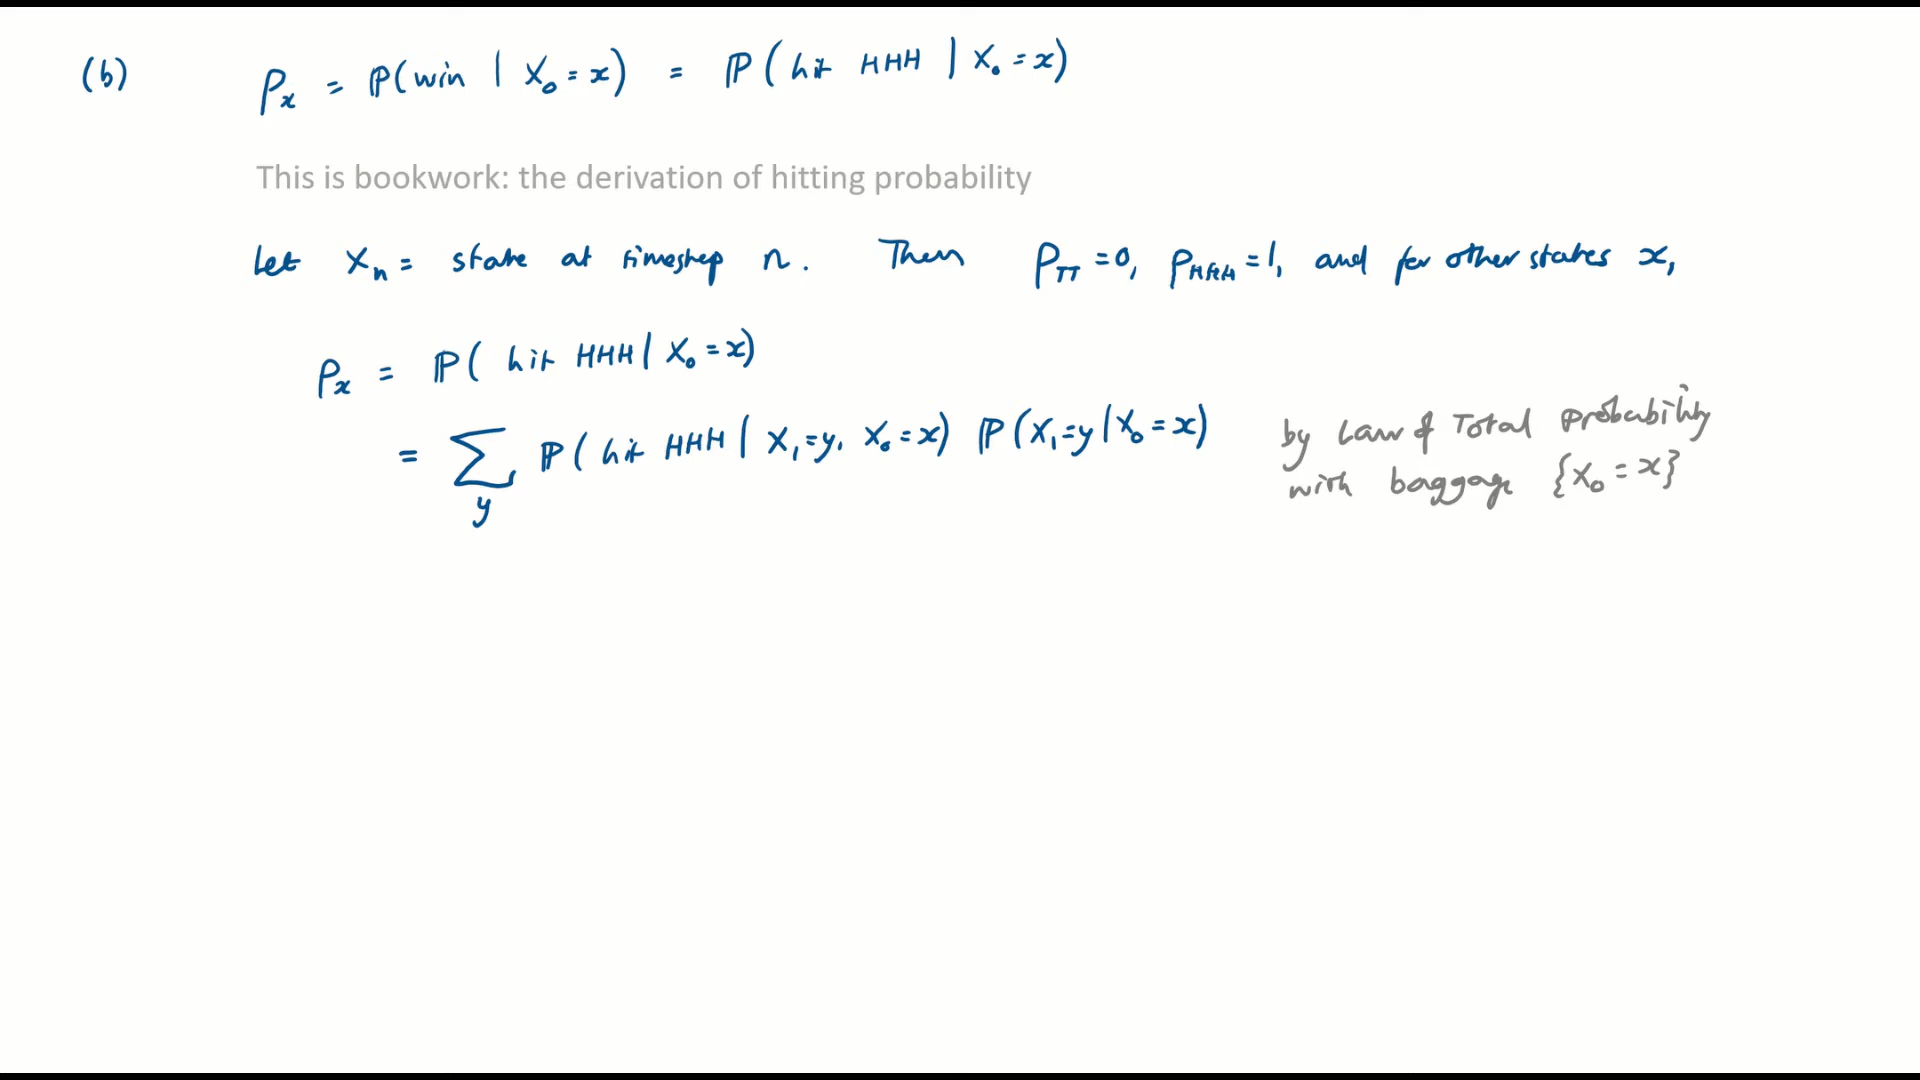 (b) p_x = ℙ(win | X_0 = x) = ℙ(hit HHH | X_0 = x)
This is bookwork: the derivation of hitting probability
Let X_n = state at timestep n. Then p_TT = 0, p_HHH = 1, and for other states x,
p_x = ℙ(hit HHH | X_0 = x)
= ∑_y ℙ(hit HHH | X_1 = y, X_0 = x) ℙ(X_1 = y | X_0 = x)
by Law of Total Probability
with baggage {X_0 = x}